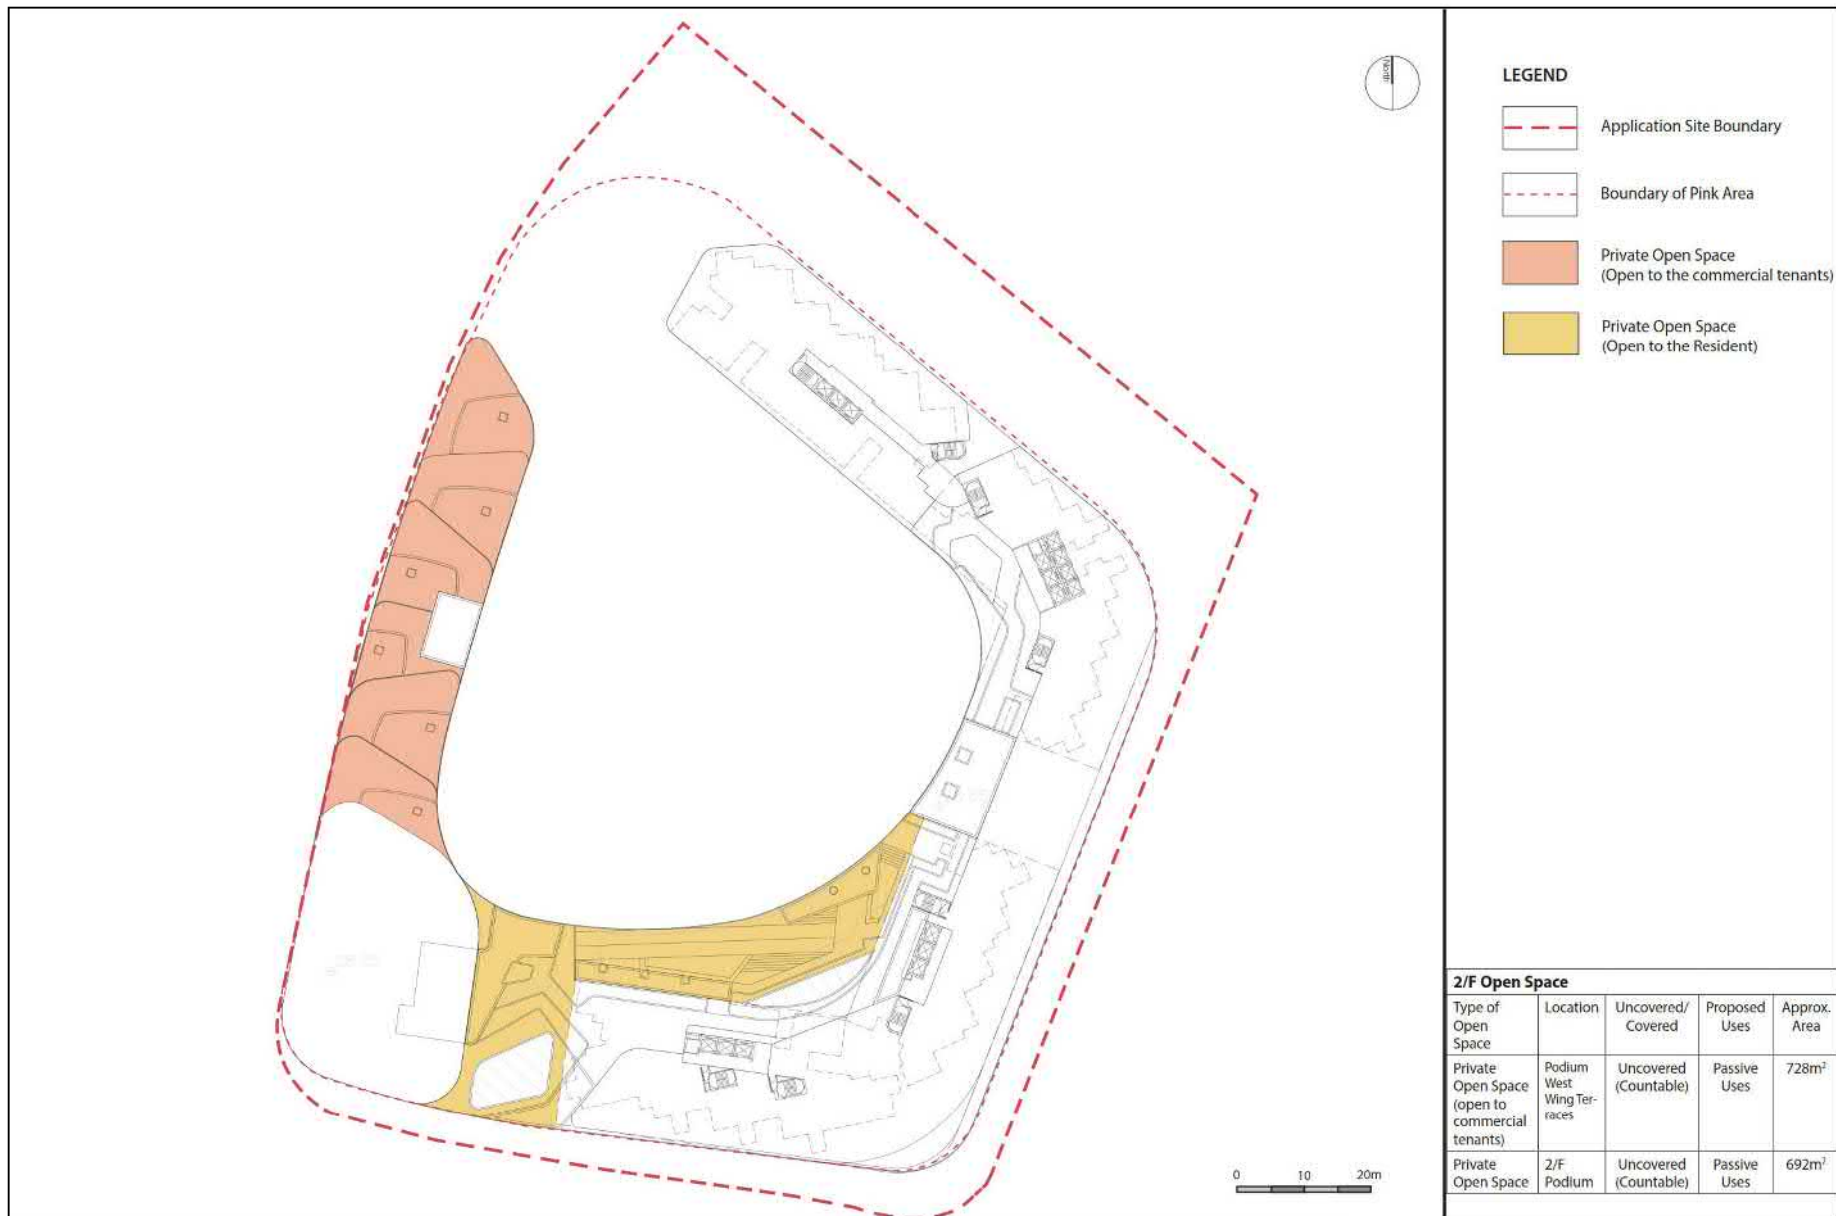 North
LEGEND
Application Site Boundary
Boundary of Pink Area
Private Open Space
(Open to the commercial tenants)
Private Open Space
(Open to the Resident)
0 10 20m
2/F Open Space
Type of
Open
Space
Location
Uncovered/
Covered
Proposed
Uses
Approx.
Area
Private
Open Space
(open to
commercial
tenants)
Podium
West
Wing Ter-
races
Uncovered
(Countable)
Passive
Uses
728m²
Private
Open Space
2/F
Podium
Uncovered
(Countable)
Passive
Uses
692m²